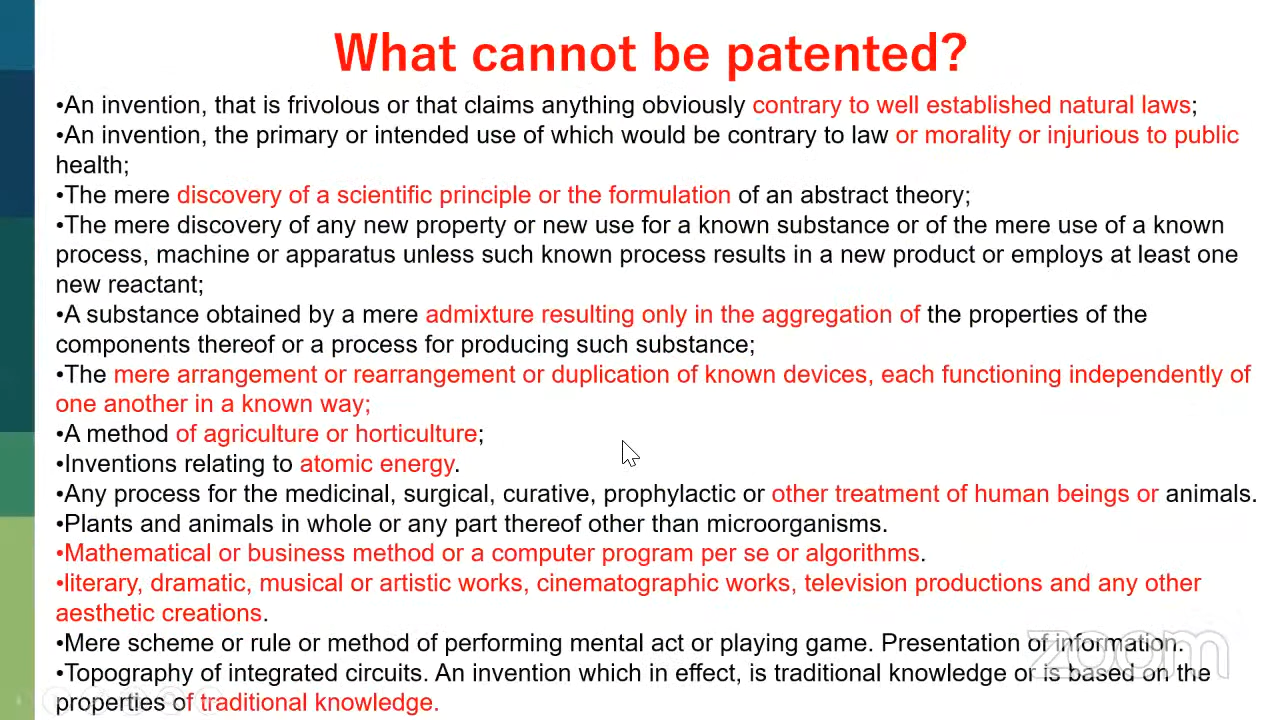 What cannot be patented?
•An invention, that is frivolous or that claims anything obviously contrary to well established natural laws;
•An invention, the primary or intended use of which would be contrary to law or morality or injurious to public
health;
•The mere discovery of a scientific principle or the formulation of an abstract theory;
•The mere discovery of any new property or new use for a known substance or of the mere use of a known
process, machine or apparatus unless such known process results in a new product or employs at least one
new reactant;
•A substance obtained by a mere admixture resulting only in the aggregation of the properties of the
components thereof or a process for producing such substance;
•The mere arrangement or rearrangement or duplication of known devices, each functioning independently of
one another in a known way;
•A method of agriculture or horticulture;
•Inventions relating to atomic energy.
•Any process for the medicinal, surgical, curative, prophylactic or other treatment of human beings or animals.
•Plants and animals in whole or any part thereof other than microorganisms.
•Mathematical or business method or a computer program per se or algorithms.
•literary, dramatic, musical or artistic works, cinematographic works, television productions and any other
aesthetic creations.
•Mere scheme or rule or method of performing mental act or playing game. Presentation of information.
•Topography of integrated circuits. An invention which in effect, is traditional knowledge or is based on the
properties of traditional knowledge.
zoom